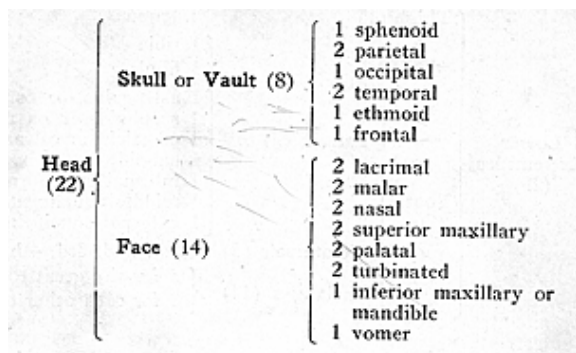 1 sphenoid
2 parietal
1 occipital
Skull or Vault (8)
2 temporal
1 ethmoid
1 frontal
Head
(22)
2 lacrimal
2 malar
2 nasal
2 superior maxillary
Face (14)
2 palatal
2 turbinated
1 inferior maxillary or
mandible
1 vomer